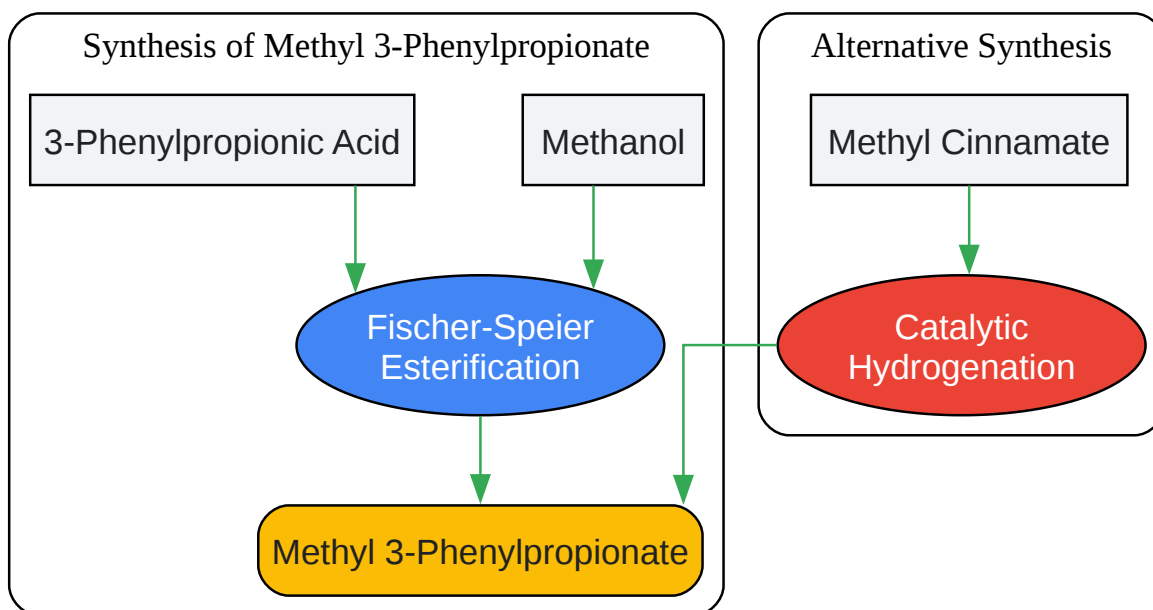 Synthesis of Methyl 3-Phenylpropionate
3-Phenylpropionic Acid
Methanol
Fischer-Speier
Esterification
Methyl 3-Phenylpropionate
Alternative Synthesis
Methyl Cinnamate
Catalytic
Hydrogenation